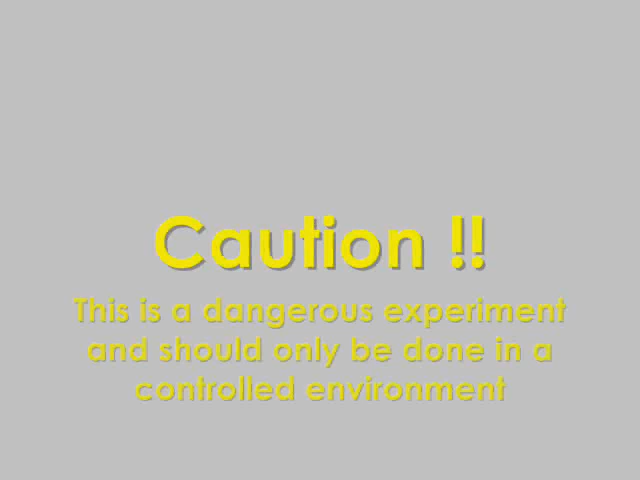 Caution !!
This is a dangerous experiment
and should only be done in a
controlled environment